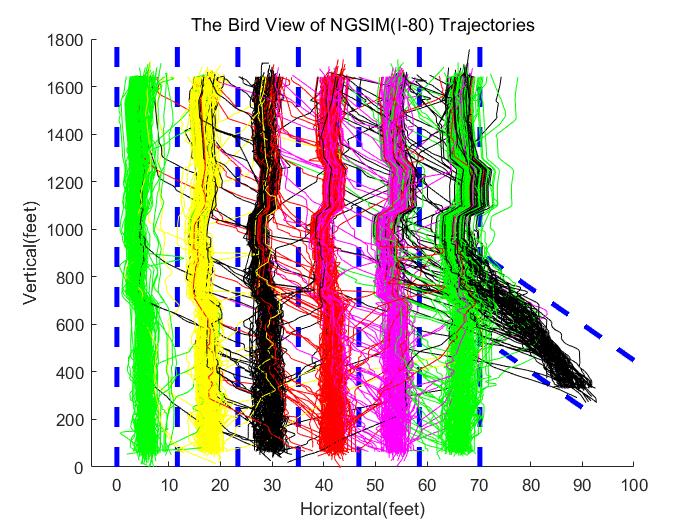 The Bird View of NGSIM(I-80) Trajectories
1800
1600
1400
1200
1000
800
600
400
200
0
Vertical(feet)
0 10 20 30 40 50 60 70 80 90 100
Horizontal(feet)